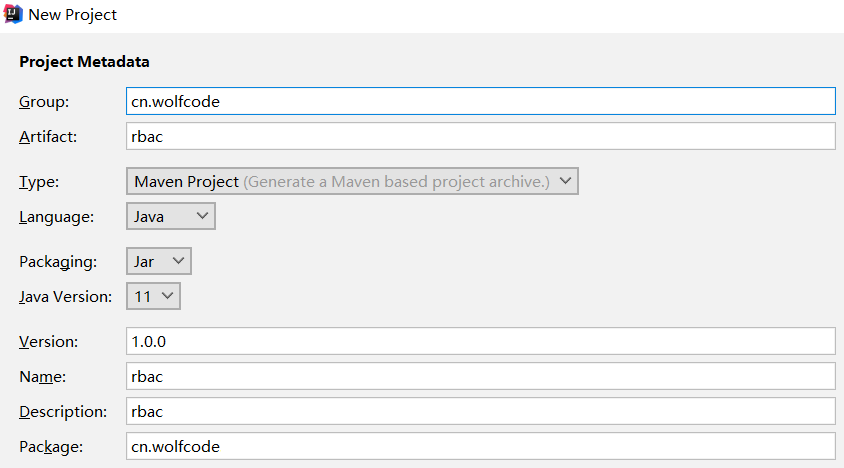 New Project
Project Metadata
Group: cn.wolfcode
Artifact: rbac
Type: Maven Project (Generate a Maven based project archive.)
Language: Java
Packaging: Jar
Java Version: 11
Version: 1.0.0
Name: rbac
Description: rbac
Package: cn.wolfcode